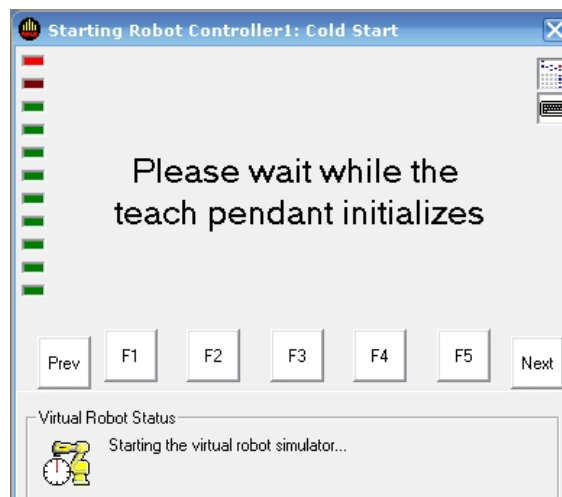 Starting Robot Controller1: Cold Start
Please wait while the
teach pendant initializes
Prev F1 F2 F3 F4 F5 Next
Virtual Robot Status
Starting the virtual robot simulator...